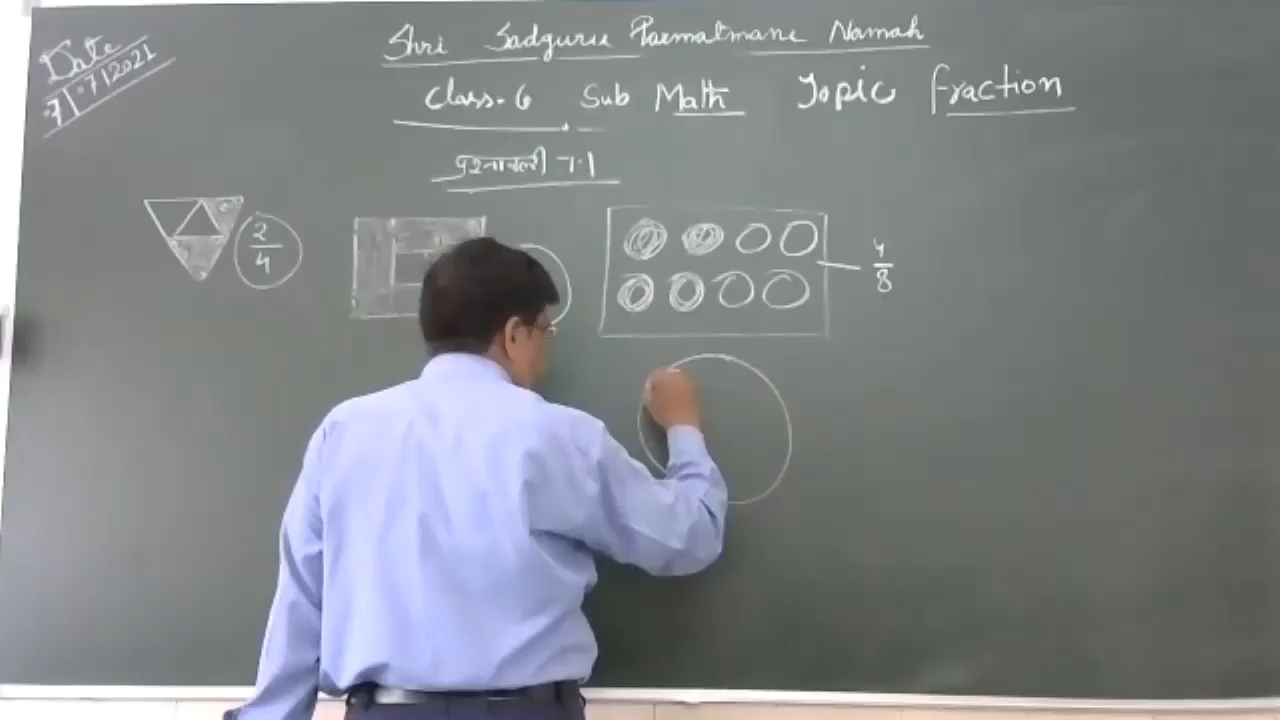 Date
7/07/2021
Shri Sadguru Parmatmane Namah
Class-6 Sub Math Topic fraction
प्रश्नावली 7.1
2/4
4/8